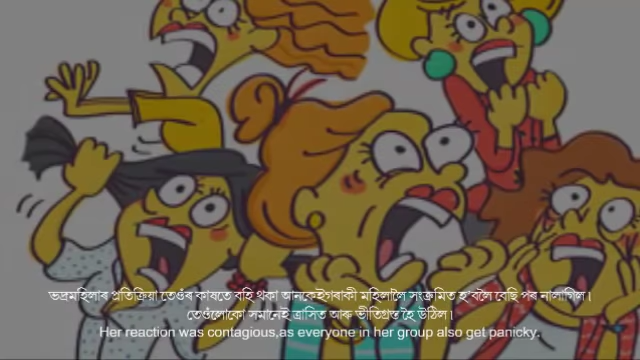 ভদ্ৰমহিলাৰ প্ৰতিক্ৰিয়া তেওঁৰ কাষতে বহি থকা আনকেইগৰাকী মহিলালৈ সংক্ৰমিত হ'বলৈ বেছি পৰ নালাগিল।
তেওঁলোকো সমানেই ত্ৰাসিত আৰু ভীতিগ্ৰস্ত হৈ উঠিল।
Her reaction was contagious,as everyone in her group also get panicky.